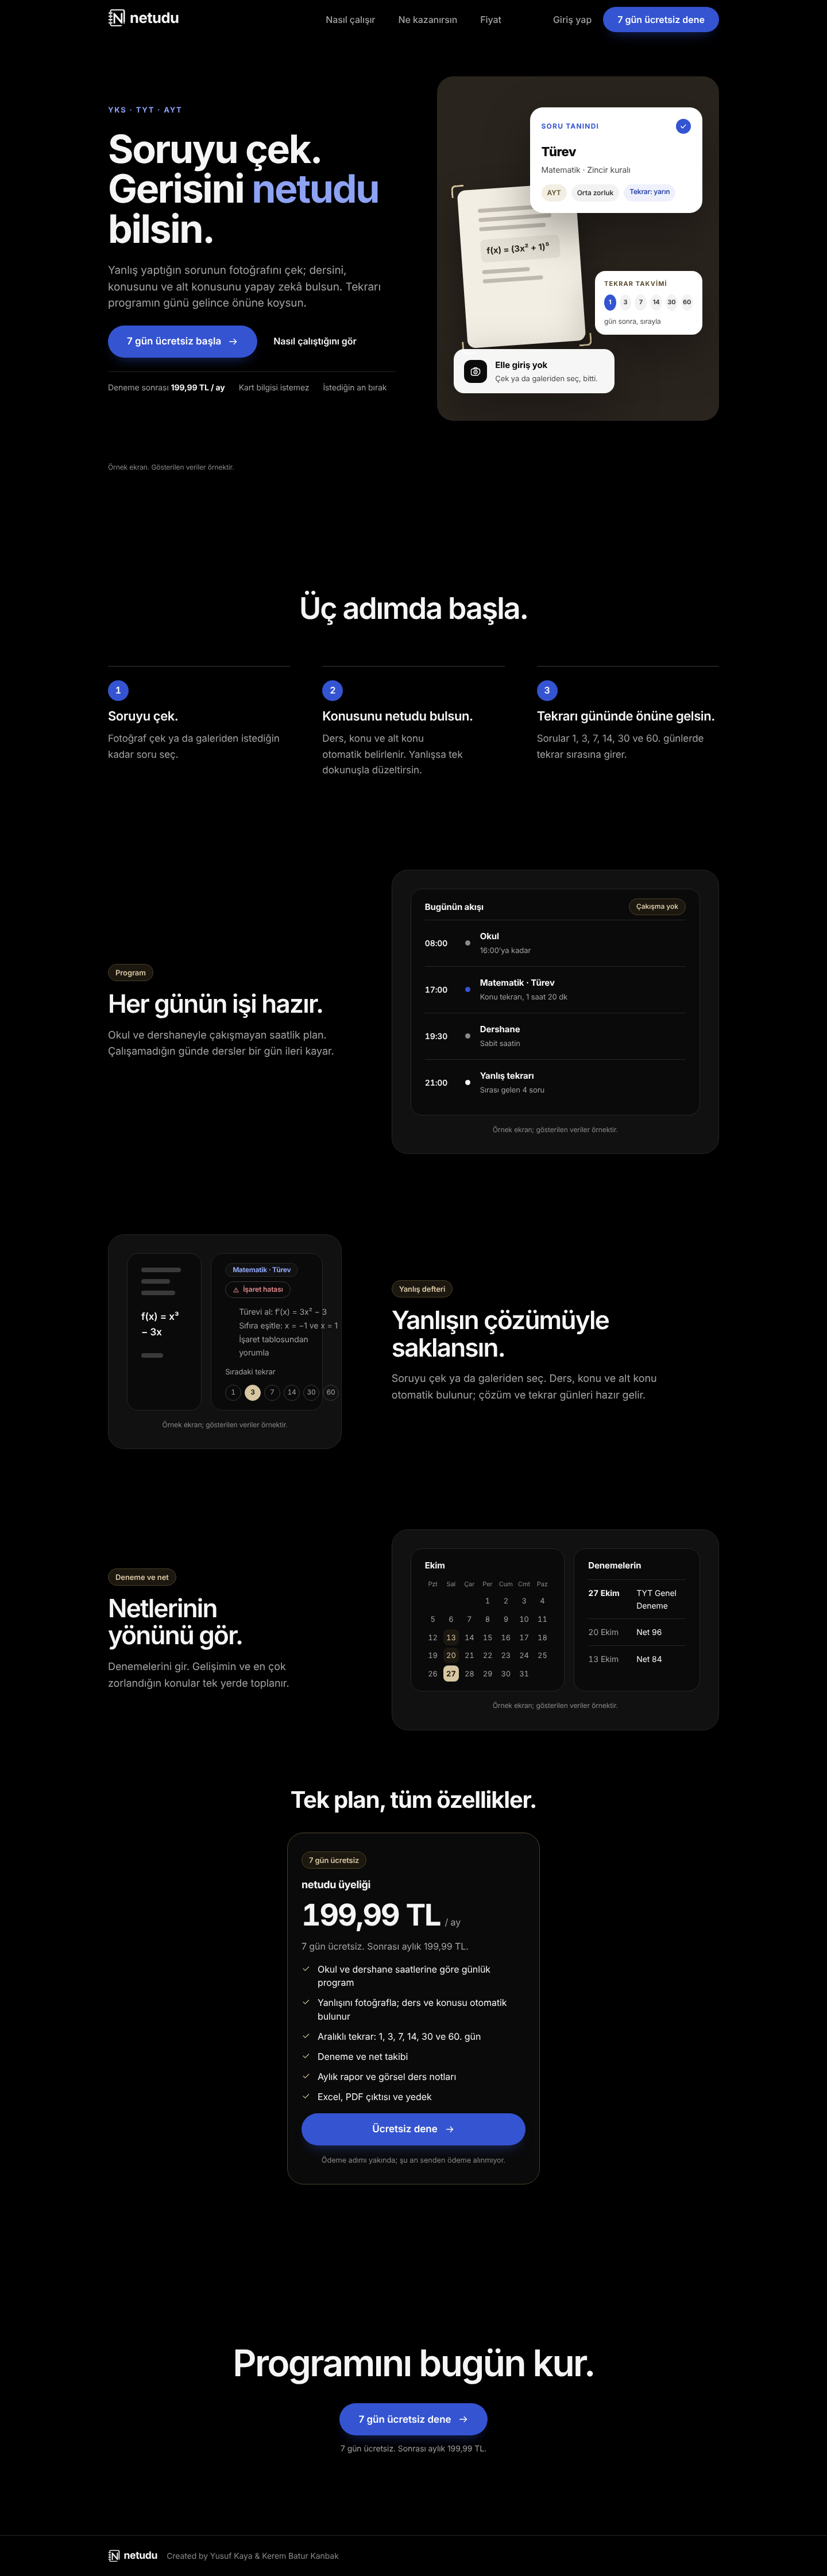 netudu
Nasıl çalışır
Ne kazanırsın
Fiyat
Giriş yap
7 gün ücretsiz dene
YKS · TYT · AYT
Soruyu çek.
Gerisini netudu
bilsin.
Yanlış yaptığın sorunun fotoğrafını çek; dersini,
konusunu ve alt konusunu yapay zekâ bulsun. Tekrarı
programın günü gelince önüne koysun.
7 gün ücretsiz başla →
Nasıl çalıştığını gör
Deneme sonrası 199,99 TL / ay
Kart bilgisi istemez
İstediğin an bırak
SORU TANINDI
Türev
Matematik · Zincir kuralı
AYT
Orta zorluk
Tekrar: yarın
f(x) = (3x² + 1)⁵
TEKRAR TAKVİMİ
1 3 7 14 30 60
gün sonra, sırayla
Elle giriş yok
Çek ya da galeriden seç, bitti.
Örnek ekran. Gösterilen veriler örnektir.
Üç adımda başla.
1
Soruyu çek.
Fotoğraf çek ya da galeriden istediğin
kadar soru seç.
2
Konusunu netudu bulsun.
Ders, konu ve alt konu
otomatik belirlenir. Yanlışsa tek
dokunuşla düzeltirsin.
3
Tekrarı gününde önüne gelsin.
Sorular 1, 3, 7, 14, 30 ve 60. günlerde
tekrar sırasına girer.
Program
Her günün işi hazır.
Okul ve dershaneyle çakışmayan saatlik plan.
Çalışamadığın günde dersler bir gün ileri kayar.
Bugünün akışı
Çakışma yok
08:00
Okul
16:00'ya kadar
17:00
Matematik · Türev
Konu tekrarı, 1 saat 20 dk
19:30
Dershane
Sabit saatin
21:00
Yanlış tekrarı
Sırası gelen 4 soru
Örnek ekran; gösterilen veriler örnektir.
f(x) = x³
− 3x
Matematik · Türev
İşaret hatası
Türevi al: f'(x) = 3x² − 3
Sıfıra eşitle: x = −1 ve x = 1
İşaret tablosundan
yorumla
Sıradaki tekrar
1 3 7 14 30 60
Örnek ekran; gösterilen veriler örnektir.
Yanlış defteri
Yanlışın çözümüyle
saklansın.
Soruyu çek ya da galeriden seç. Ders, konu ve alt konu
otomatik bulunur; çözüm ve tekrar günleri hazır gelir.
Deneme ve net
Netlerinin
yönünü gör.
Denemelerini gir. Gelişimin ve en çok
zorlandığın konular tek yerde toplanır.
Ekim
Pzt Sal Çar Per Cum Cmt Paz
1 2 3 4
5 6 7 8 9 10 11
12 13 14 15 16 17 18
19 20 21 22 23 24 25
26 27 28 29 30 31
Denemelerin
27 Ekim
TYT Genel
Deneme
20 Ekim
Net 96
13 Ekim
Net 84
Örnek ekran; gösterilen veriler örnektir.
Tek plan, tüm özellikler.
7 gün ücretsiz
netudu üyeliği
199,99 TL / ay
7 gün ücretsiz. Sonrası aylık 199,99 TL.
Okul ve dershane saatlerine göre günlük
program
Yanlışını fotoğrafla; ders ve konusu otomatik
bulunur
Aralıklı tekrar: 1, 3, 7, 14, 30 ve 60. gün
Deneme ve net takibi
Aylık rapor ve görsel ders notları
Excel, PDF çıktısı ve yedek
Ücretsiz dene →
Ödeme adımı yakında; şu an senden ödeme alınmıyor.
Programını bugün kur.
7 gün ücretsiz dene →
7 gün ücretsiz. Sonrası aylık 199,99 TL.
netudu
Created by Yusuf Kaya & Kerem Batur Kanbak